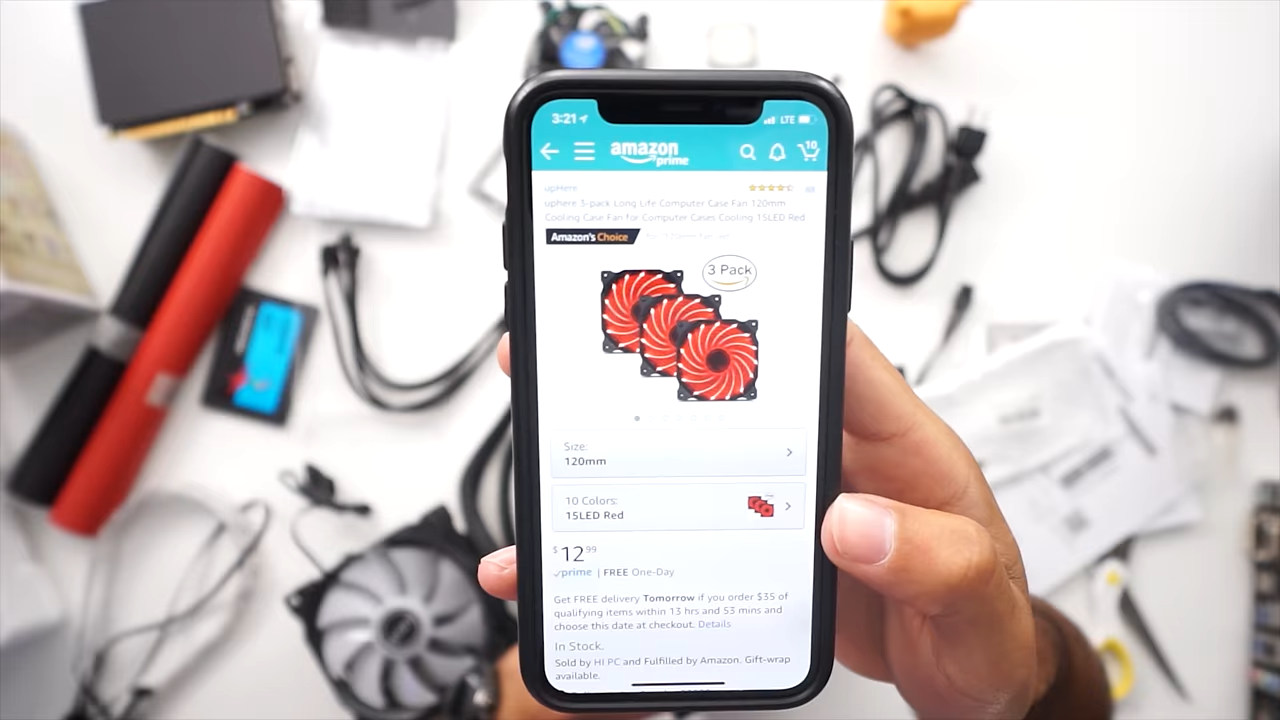 3:21 LTE
amazon 10
prime
upHere
uphere 3-pack Long Life Computer Case Fan 120mm
Cooling Case Fan for Computer Cases Cooling 15LED Red
Amazon's Choice
3 Pack
Size:
120mm
10 Colors:
15LED Red
$12 99
prime | FREE One-Day
Get FREE delivery Tomorrow if you order $35 of
qualifying items within 13 hrs and 53 mins and
choose this date at checkout. Details
In Stock.
Sold by HI PC and Fulfilled by Amazon. Gift-wrap
available.